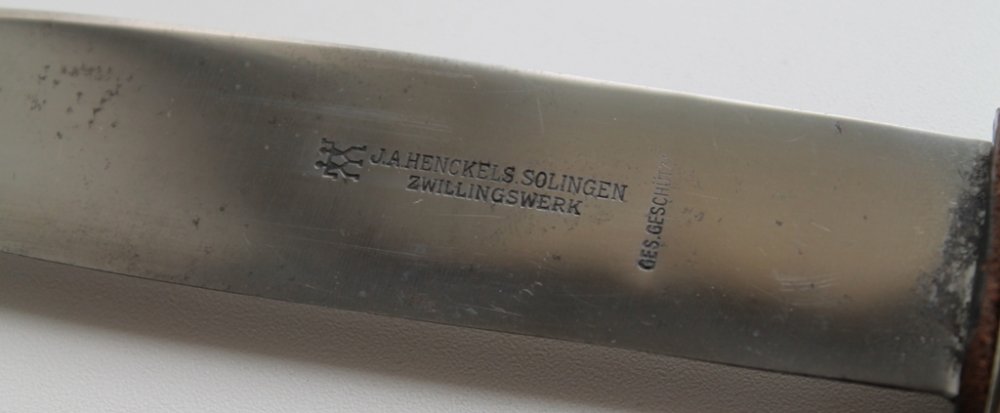 J.A.HENCKELS.SOLINGEN
ZWILLINGSWERK
GES.GESCHÜTZT